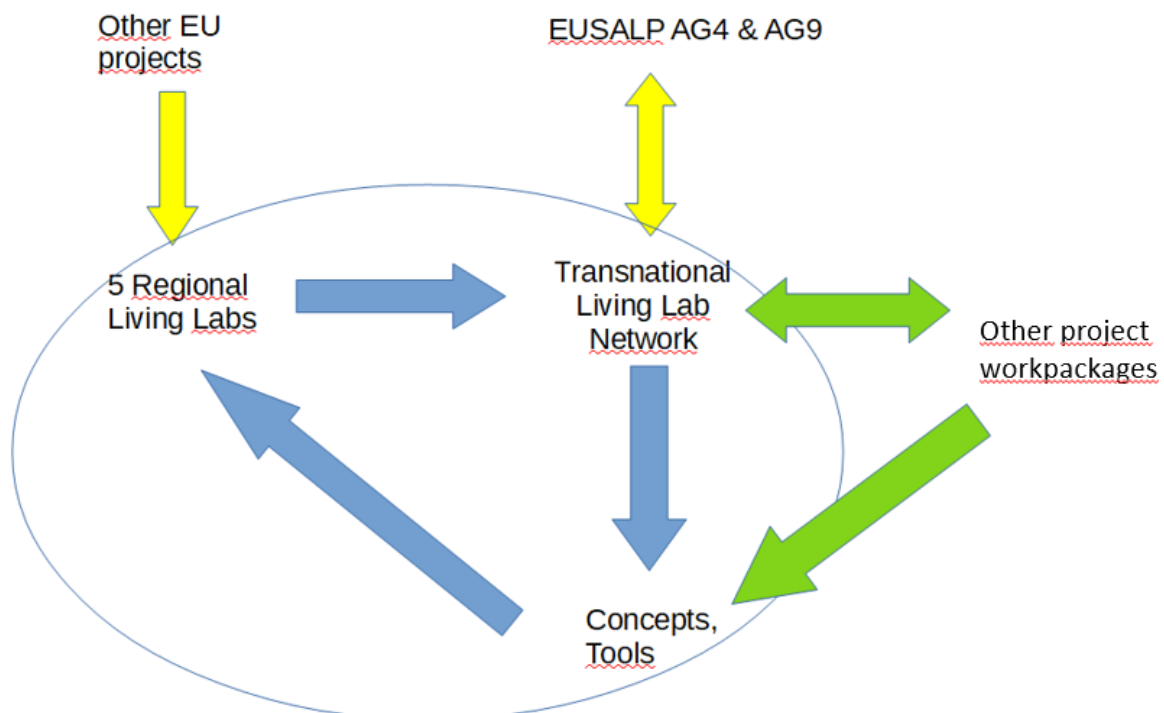 Other EU
projects
EUSALP AG4 & AG9
5 Regional
Living Labs
Transnational
Living Lab
Network
Other project
workpackages
Concepts,
Tools